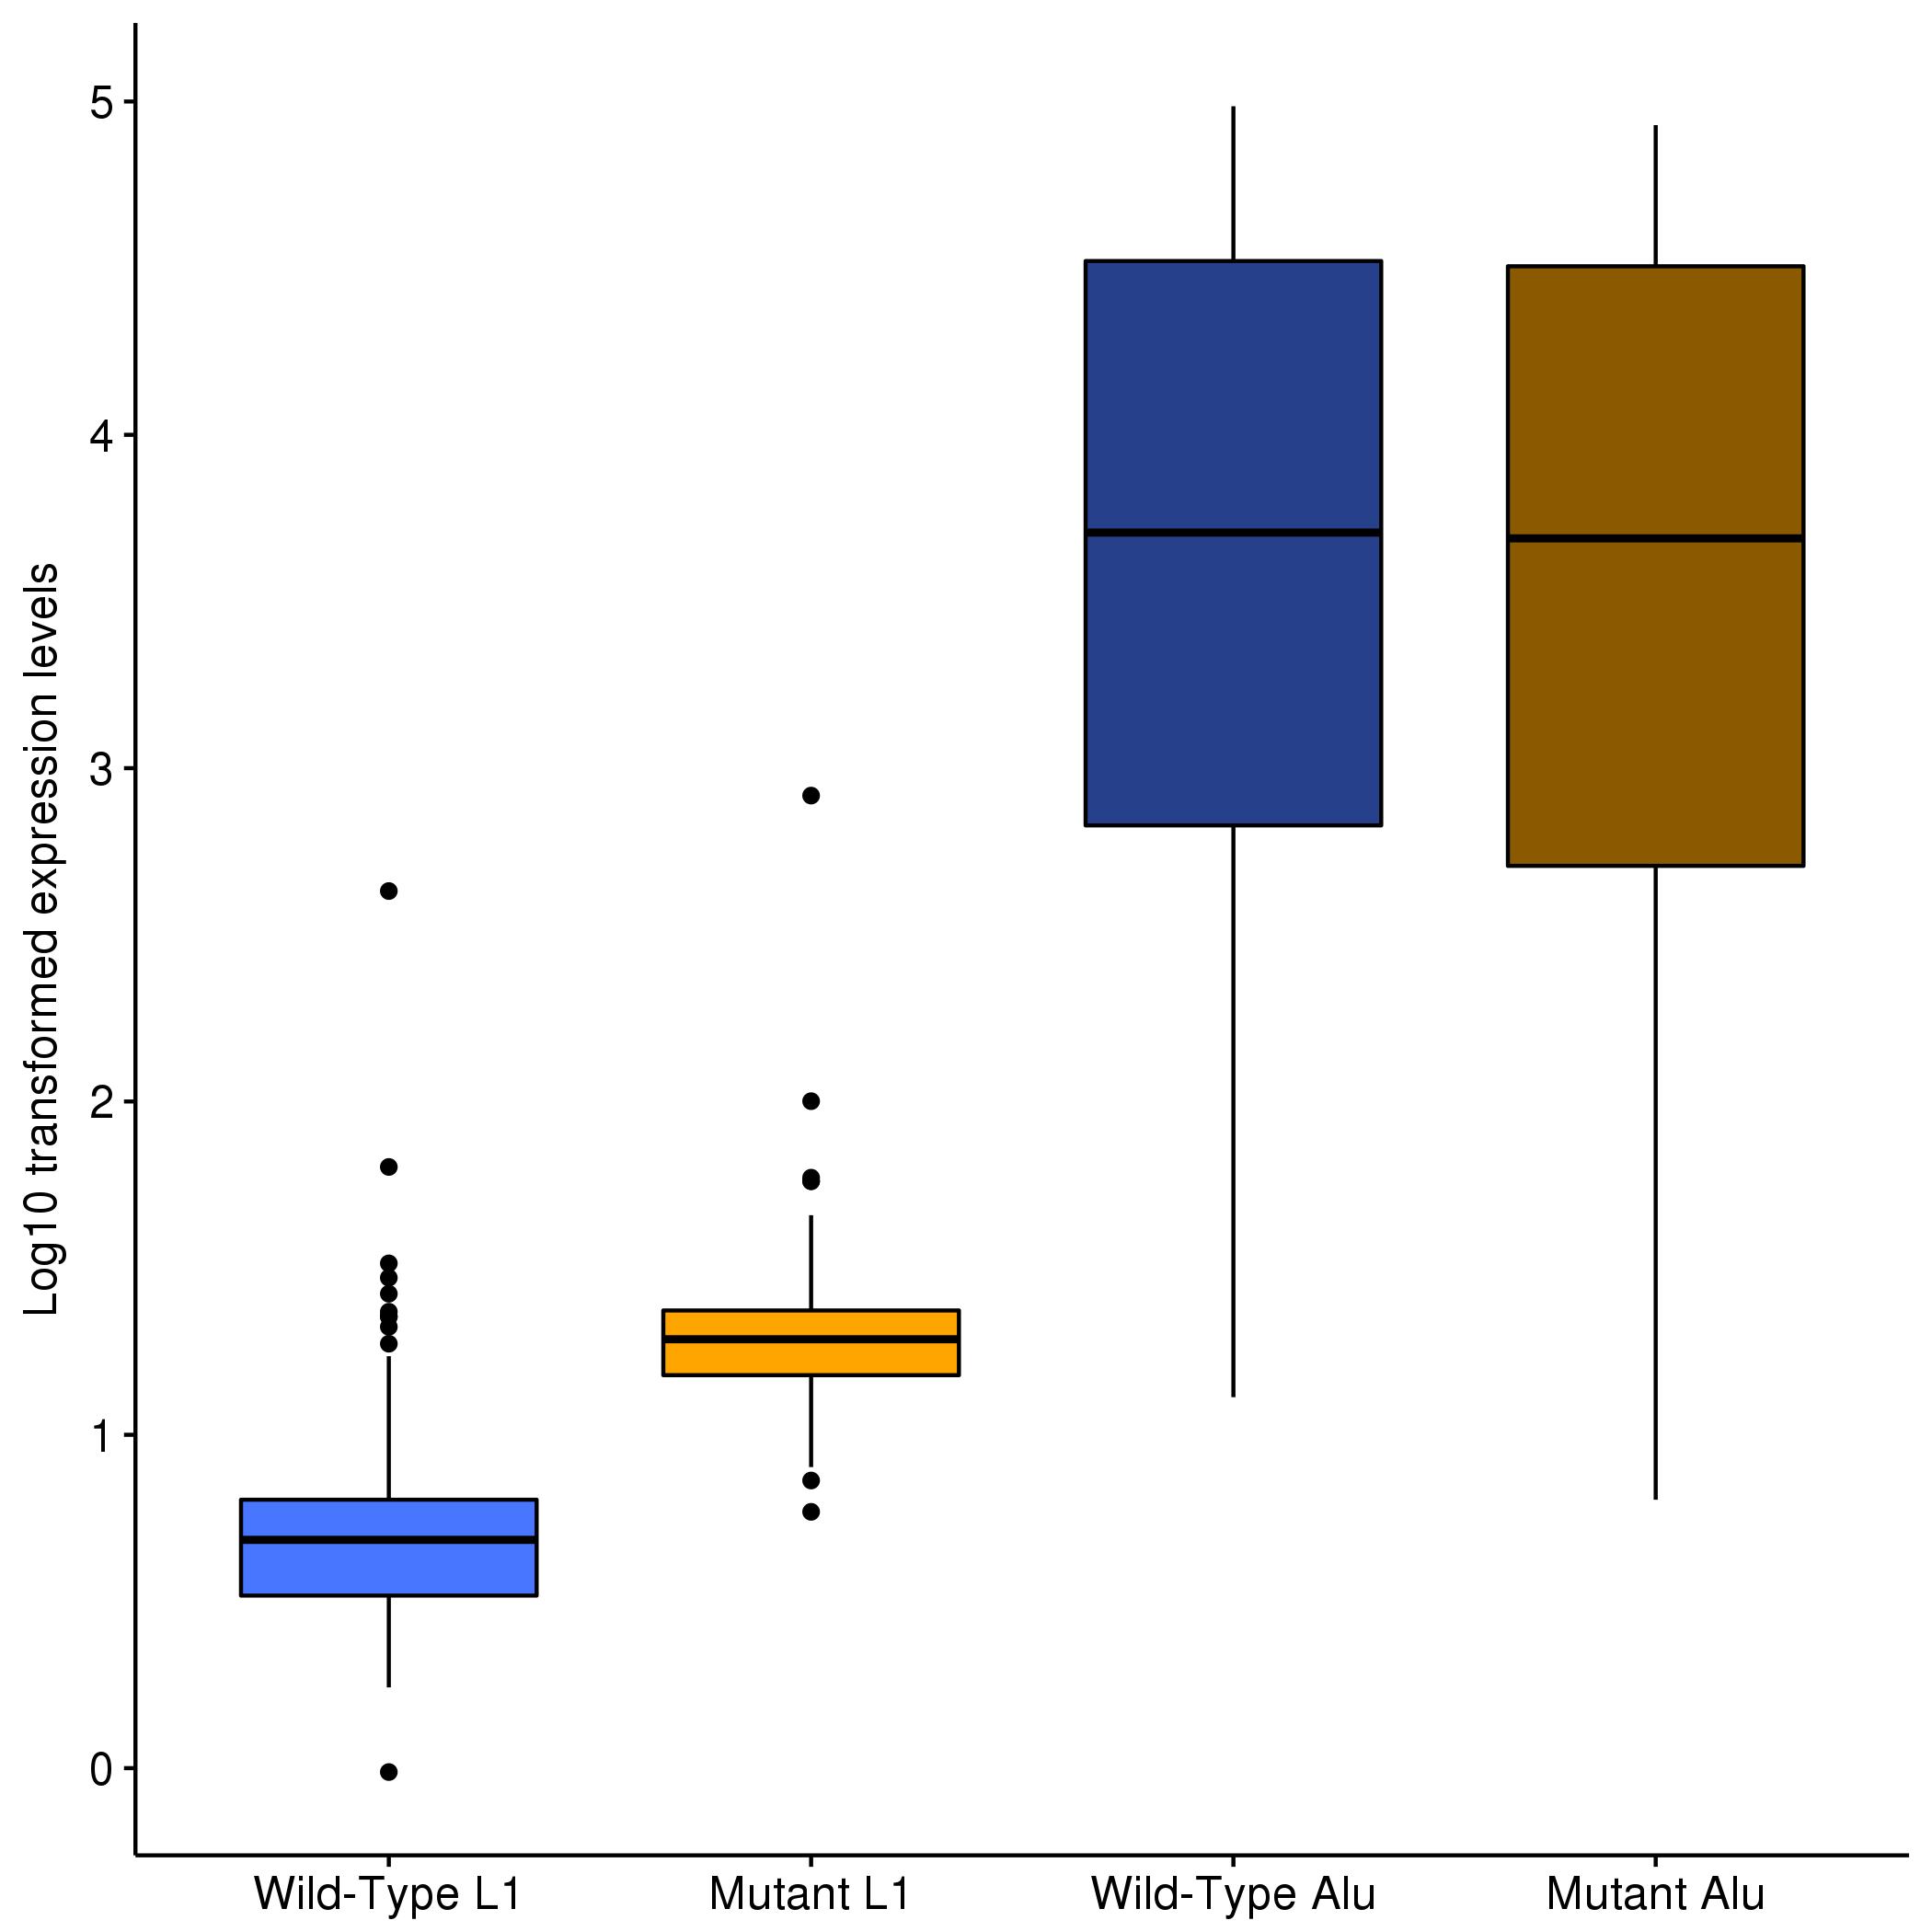 Log10 transformed expression levels
5
4
3
2
1
0
Wild-Type L1
Mutant L1
Wild-Type Alu
Mutant Alu